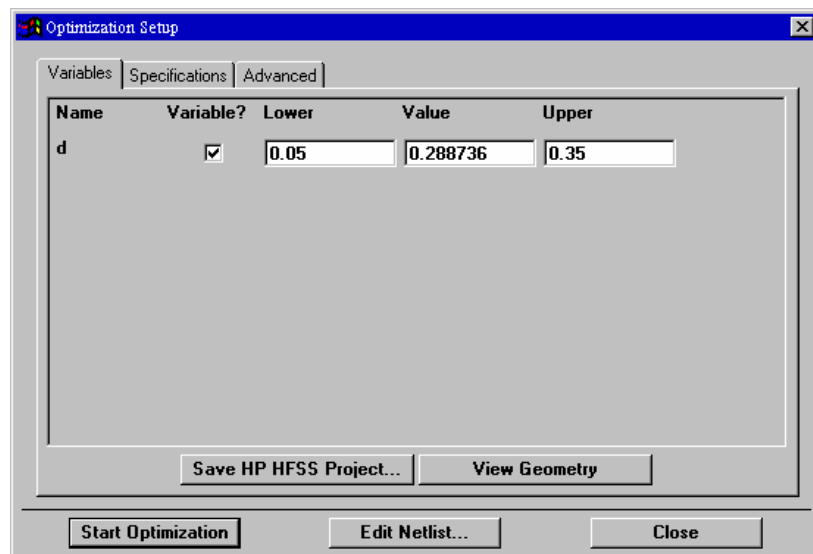 Optimization Setup
Variables Specifications Advanced
Name Variable? Lower Value Upper
d 0.05 0.288736 0.35
Save HP HFSS Project... View Geometry
Start Optimization Edit Netlist... Close